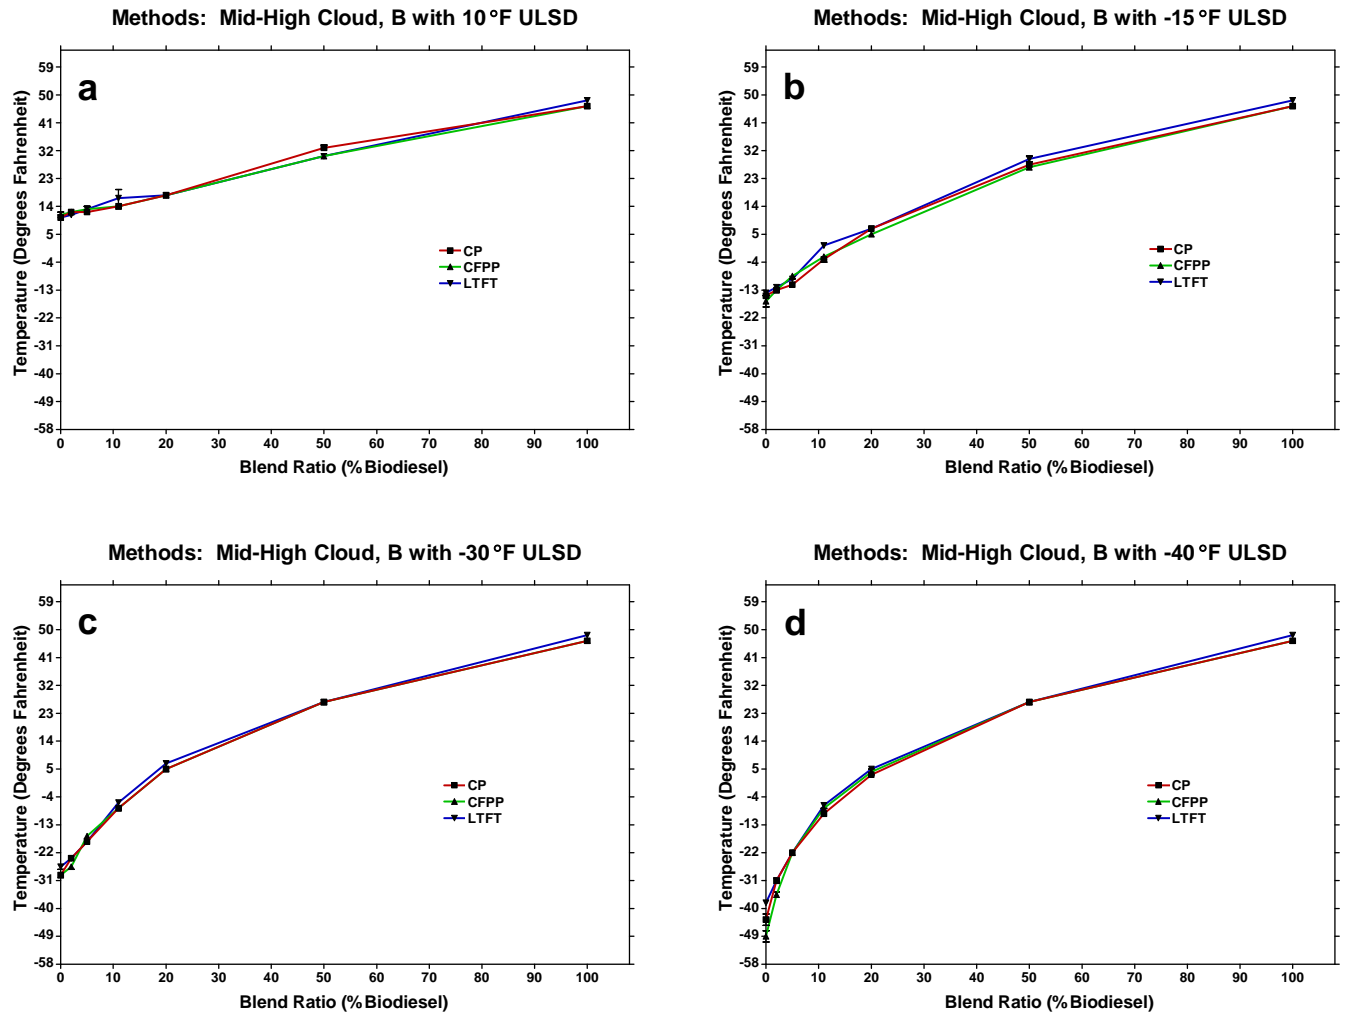 Methods: Mid-High Cloud, B with 10°F ULSD
a
Temperature (Degrees Fahrenheit)
59
50
41
32
23
14
5
-4
-13
-22
-31
-40
-49
-58
CP
CFPP
LTFT
0 10 20 30 40 50 60 70 80 90 100
Blend Ratio (% Biodiesel)
Methods: Mid-High Cloud, B with -15°F ULSD
b
Temperature (Degrees Fahrenheit)
59
50
41
32
23
14
5
-4
-13
-22
-31
-40
-49
-58
CP
CFPP
LTFT
0 10 20 30 40 50 60 70 80 90 100
Blend Ratio (% Biodiesel)
Methods: Mid-High Cloud, B with -30°F ULSD
c
Temperature (Degrees Fahrenheit)
59
50
41
32
23
14
5
-4
-13
-22
-31
-40
-49
-58
CP
CFPP
LTFT
0 10 20 30 40 50 60 70 80 90 100
Blend Ratio (% Biodiesel)
Methods: Mid-High Cloud, B with -40°F ULSD
d
Temperature (Degrees Fahrenheit)
59
50
41
32
23
14
5
-4
-13
-22
-31
-40
-49
-58
CP
CFPP
LTFT
0 10 20 30 40 50 60 70 80 90 100
Blend Ratio (% Biodiesel)